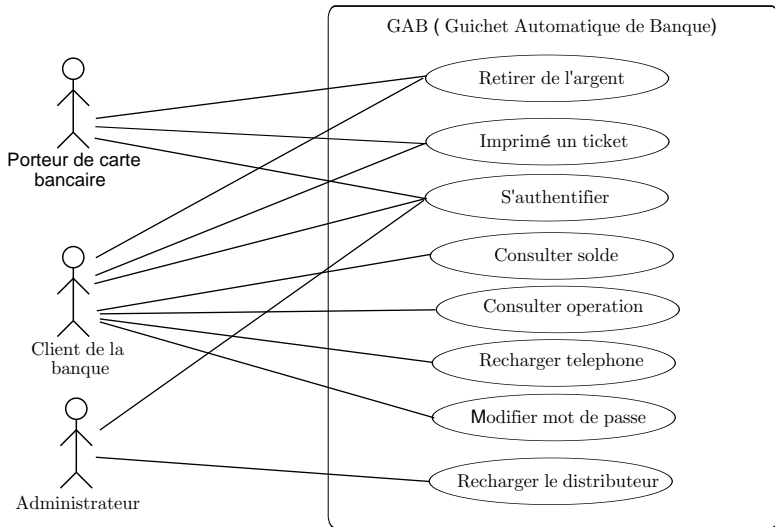 GAB ( Guichet Automatique de Banque)
Retirer de l'argent
Imprimé un ticket
Porteur de carte
bancaire
S'authentifier
Consulter solde
Consulter operation
Client de la
banque
Recharger telephone
Modifier mot de passe
Recharger le distributeur
Administrateur